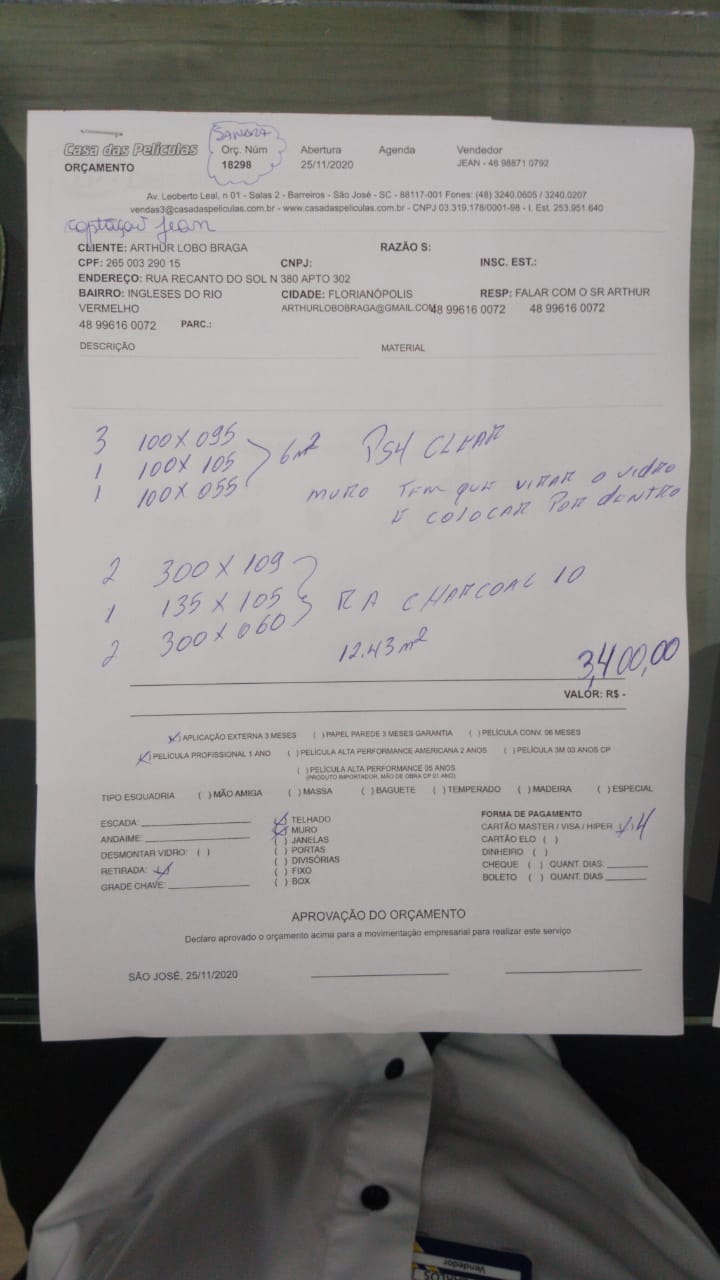 SANDRA
Casa das Películas
ORÇAMENTO
Orç. Núm
18298
Abertura
25/11/2020
Agenda
Vendedor
JEAN - 48 98871 0792
Av. Leoberto Leal, n 01 - Salas 2 - Barreiros - São José - SC - 88117-001 Fones: (48) 3240.0605 / 3240.0207
vendas3@casadaspeliculas.com.br - www.casadaspeliculas.com.br - CNPJ 03.319.178/0001-98 - I. Est. 253.951.640
captação Jean
CLIENTE: ARTHUR LOBO BRAGA RAZÃO S:
CPF: 265 003 290 15 CNPJ: INSC. EST.:
ENDEREÇO: RUA RECANTO DO SOL N 380 APTO 302
BAIRRO: INGLESES DO RIO VERMELHO CIDADE: FLORIANÓPOLIS RESP: FALAR COM O SR ARTHUR
ARTHURLOBOBRAGA@GMAIL.COM 48 99616 0072 48 99616 0072
48 99616 0072 PARC.:
DESCRIÇÃO MATERIAL
3 100 X 095
1 100 X 105 6 m² PS4 CLEAR
1 100 X 055
MURO TEM QUE VIRAR O VIDRO
E COLOCAR POR DENTRO
2 300 X 109
1 135 X 105 RA CHARCOAL 10
2 300 X 060
12.43 m²
3,400,00
VALOR: R$ -
(X) APLICAÇÃO EXTERNA 3 MESES ( ) PAPEL PAREDE 3 MESES GARANTIA ( ) PELÍCULA CONV. 06 MESES
(X) PELÍCULA PROFISSIONAL 1 ANO ( ) PELÍCULA ALTA PERFORMANCE AMERICANA 2 ANOS ( ) PELÍCULA 3M 03 ANOS CP
( ) PELÍCULA ALTA PERFORMANCE 05 ANOS
(PRODUTO IMPORTADOR, MÃO DE OBRA CP 01 ANO)
TIPO ESQUADRIA ( ) MÃO AMIGA ( ) MASSA ( ) BAGUETE ( ) TEMPERADO ( ) MADEIRA ( ) ESPECIAL
ESCADA:
ANDAIME:
DESMONTAR VIDRO: ( )
RETIRADA: (X)
GRADE CHAVE:
(X) TELHADO
(X) MURO
( ) JANELAS
( ) PORTAS
( ) DIVISÓRIAS
( ) FIXO
( ) BOX
FORMA DE PAGAMENTO
CARTÃO MASTER / VISA / HIPER (X) 4
CARTÃO ELO ( )
DINHEIRO ( )
CHEQUE ( ) QUANT. DIAS:
BOLETO ( ) QUANT. DIAS
APROVAÇÃO DO ORÇAMENTO
Declaro aprovado o orçamento acima para a movimentação empresarial para realizar este serviço
SÃO JOSÉ, 25/11/2020
Vendedor